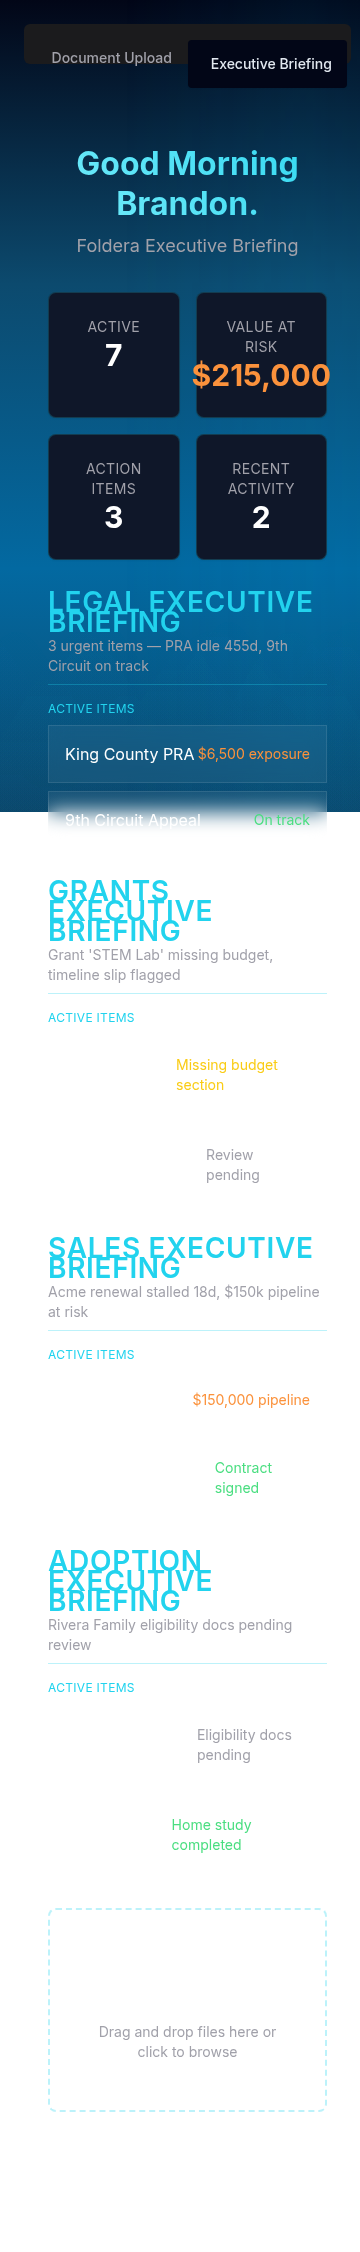 Document Upload
Executive Briefing
Good Morning
Brandon.
Foldera Executive Briefing
ACTIVE
7
VALUE AT
RISK
$215,000
ACTION
ITEMS
3
RECENT
ACTIVITY
2
LEGAL EXECUTIVE
BRIEFING
3 urgent items — PRA idle 455d, 9th
Circuit on track
ACTIVE ITEMS
King County PRA $6,500 exposure
9th Circuit Appeal On track
GRANTS
EXECUTIVE
BRIEFING
Grant 'STEM Lab' missing budget,
timeline slip flagged
ACTIVE ITEMS
Missing budget
section
Review
pending
SALES EXECUTIVE
BRIEFING
Acme renewal stalled 18d, $150k pipeline
at risk
ACTIVE ITEMS
$150,000 pipeline
Contract
signed
ADOPTION
EXECUTIVE
BRIEFING
Rivera Family eligibility docs pending
review
ACTIVE ITEMS
Eligibility docs
pending
Home study
completed
Drag and drop files here or
click to browse